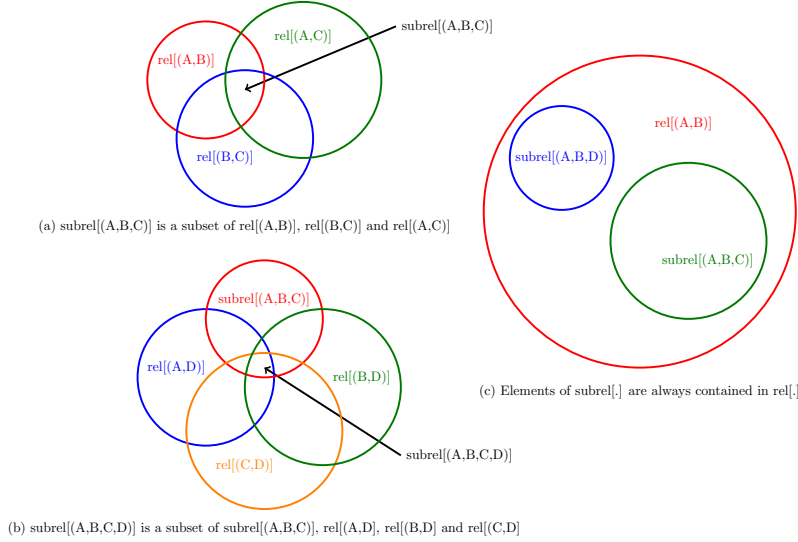 subrel[(A,B,C)]
rel[(A,C)]
rel[(A,B)]
rel[(B,C)]
(a) subrel[(A,B,C)] is a subset of rel[(A,B)], rel[(B,C)] and rel[(A,C)]
subrel[(A,B,C)]
rel[(A,D)]
rel[(B,D)]
rel[(C,D)]
subrel[(A,B,C,D)]
(b) subrel[(A,B,C,D)] is a subset of subrel[(A,B,C)], rel[(A,D], rel[(B,D] and rel[(C,D]
rel[(A,B)]
subrel[(A,B,D)]
subrel[(A,B,C)]
(c) Elements of subrel[.] are always contained in rel[.]